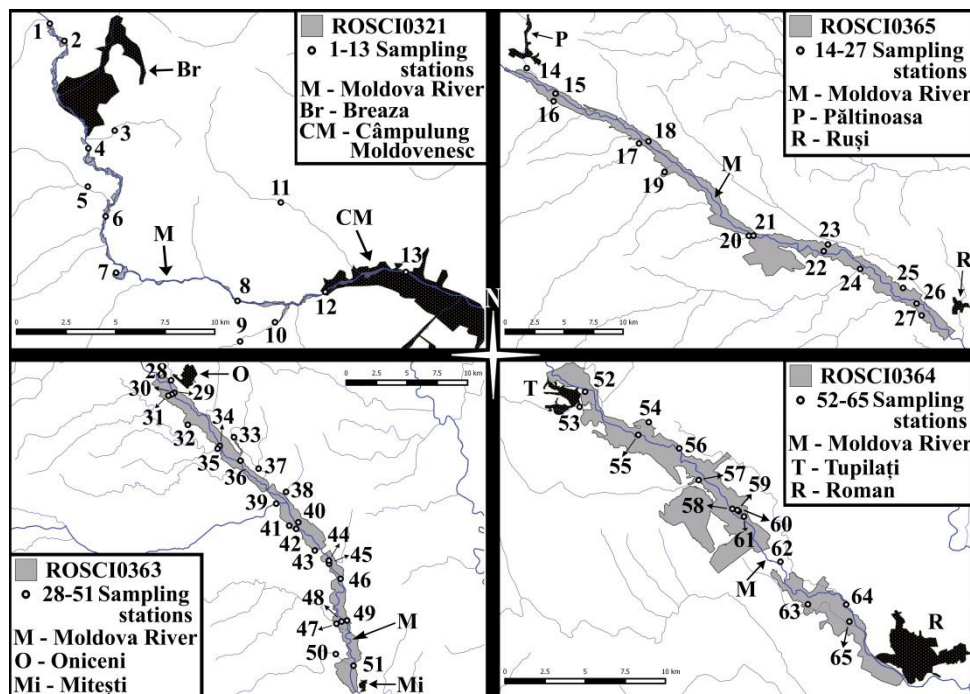 1
2
Br
3
4
5
6
11
M
CM
13
7
8
12
10
9
0 2.5 5 7.5 10 km
ROSCI0321
1-13 Sampling
stations
M - Moldova River
Br - Breaza
CM - Câmpulung
Moldovenesc
P
14
15
16
18
17
19
M
20
21
23
22
24
25
R
26
27
0 2.5 5 7.5 10 km
ROSCI0365
14-27 Sampling
stations
M - Moldova River
P - Păltinoasa
R - Ruși
N
28
O
30
29
31
34
32
33
35
36
37
38
39
40
41
42
44
43
45
46
48
49
M
47
50
51
Mi
0 2.5 5 7.5 10 km
ROSCI0363
28-51 Sampling
stations
M - Moldova River
O - Oniceni
Mi - Mitești
T
52
53
54
55
56
57
59
58
60
61
62
M
63
64
65
R
0 2.5 5 7.5 10 km
ROSCI0364
52-65 Sampling
stations
M - Moldova River
T - Tupilați
R - Roman